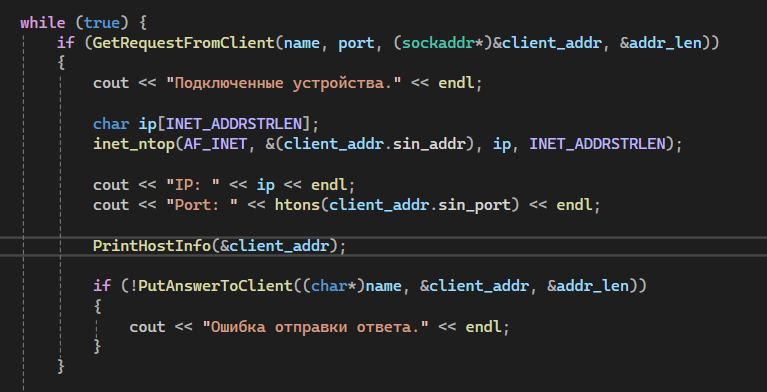 while (true) {
if (GetRequestFromClient(name, port, (sockaddr*)&client_addr, &addr_len))
{
cout << "Подключенные устройства." << endl;
char ip[INET_ADDRSTRLEN];
inet_ntop(AF_INET, &(client_addr.sin_addr), ip, INET_ADDRSTRLEN);
cout << "IP: " << ip << endl;
cout << "Port: " << htons(client_addr.sin_port) << endl;
PrintHostInfo(&client_addr);
if (!PutAnswerToClient((char*)name, &client_addr, &addr_len))
{
cout << "Ошибка отправки ответа." << endl;
}
}